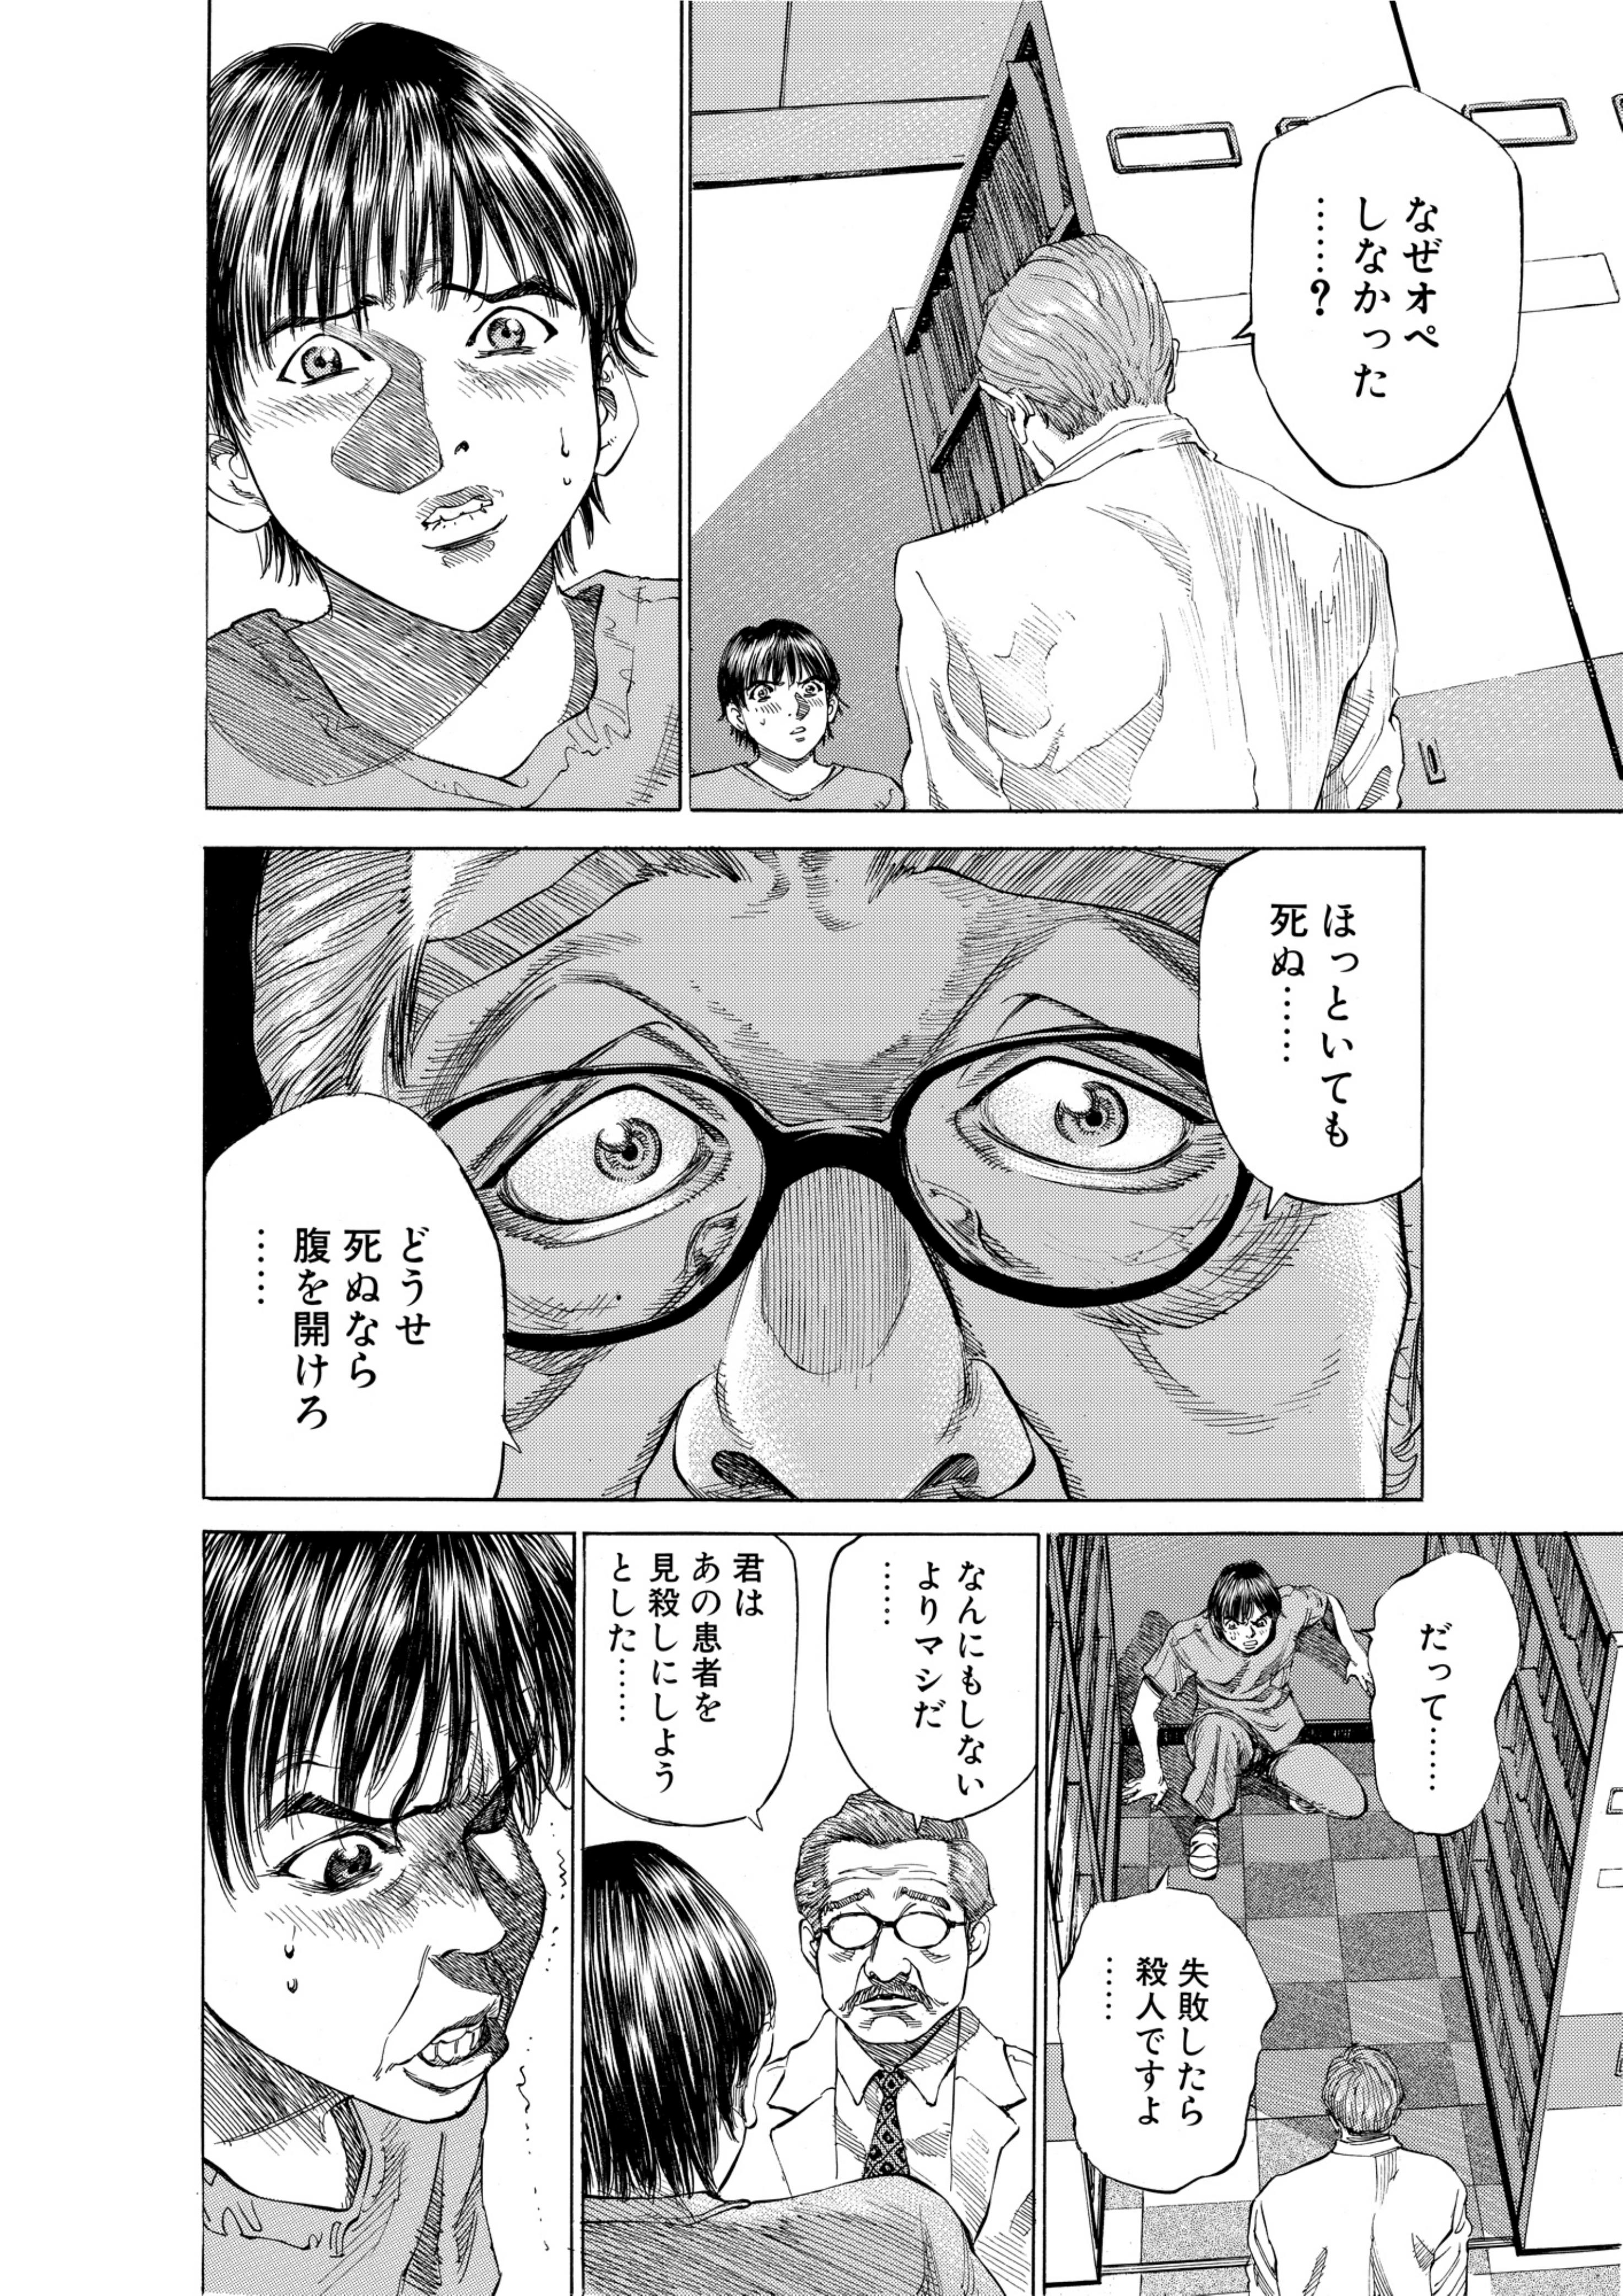 なぜオペ
しなかった
……?
ほっといても
死ぬ……
どうせ
死ぬなら
腹を開けろ
……
だって……
失敗したら
殺人ですよ
……
なんにもしない
よりマシだ
……
君は
あの患者を
見殺しにしよう
とした……